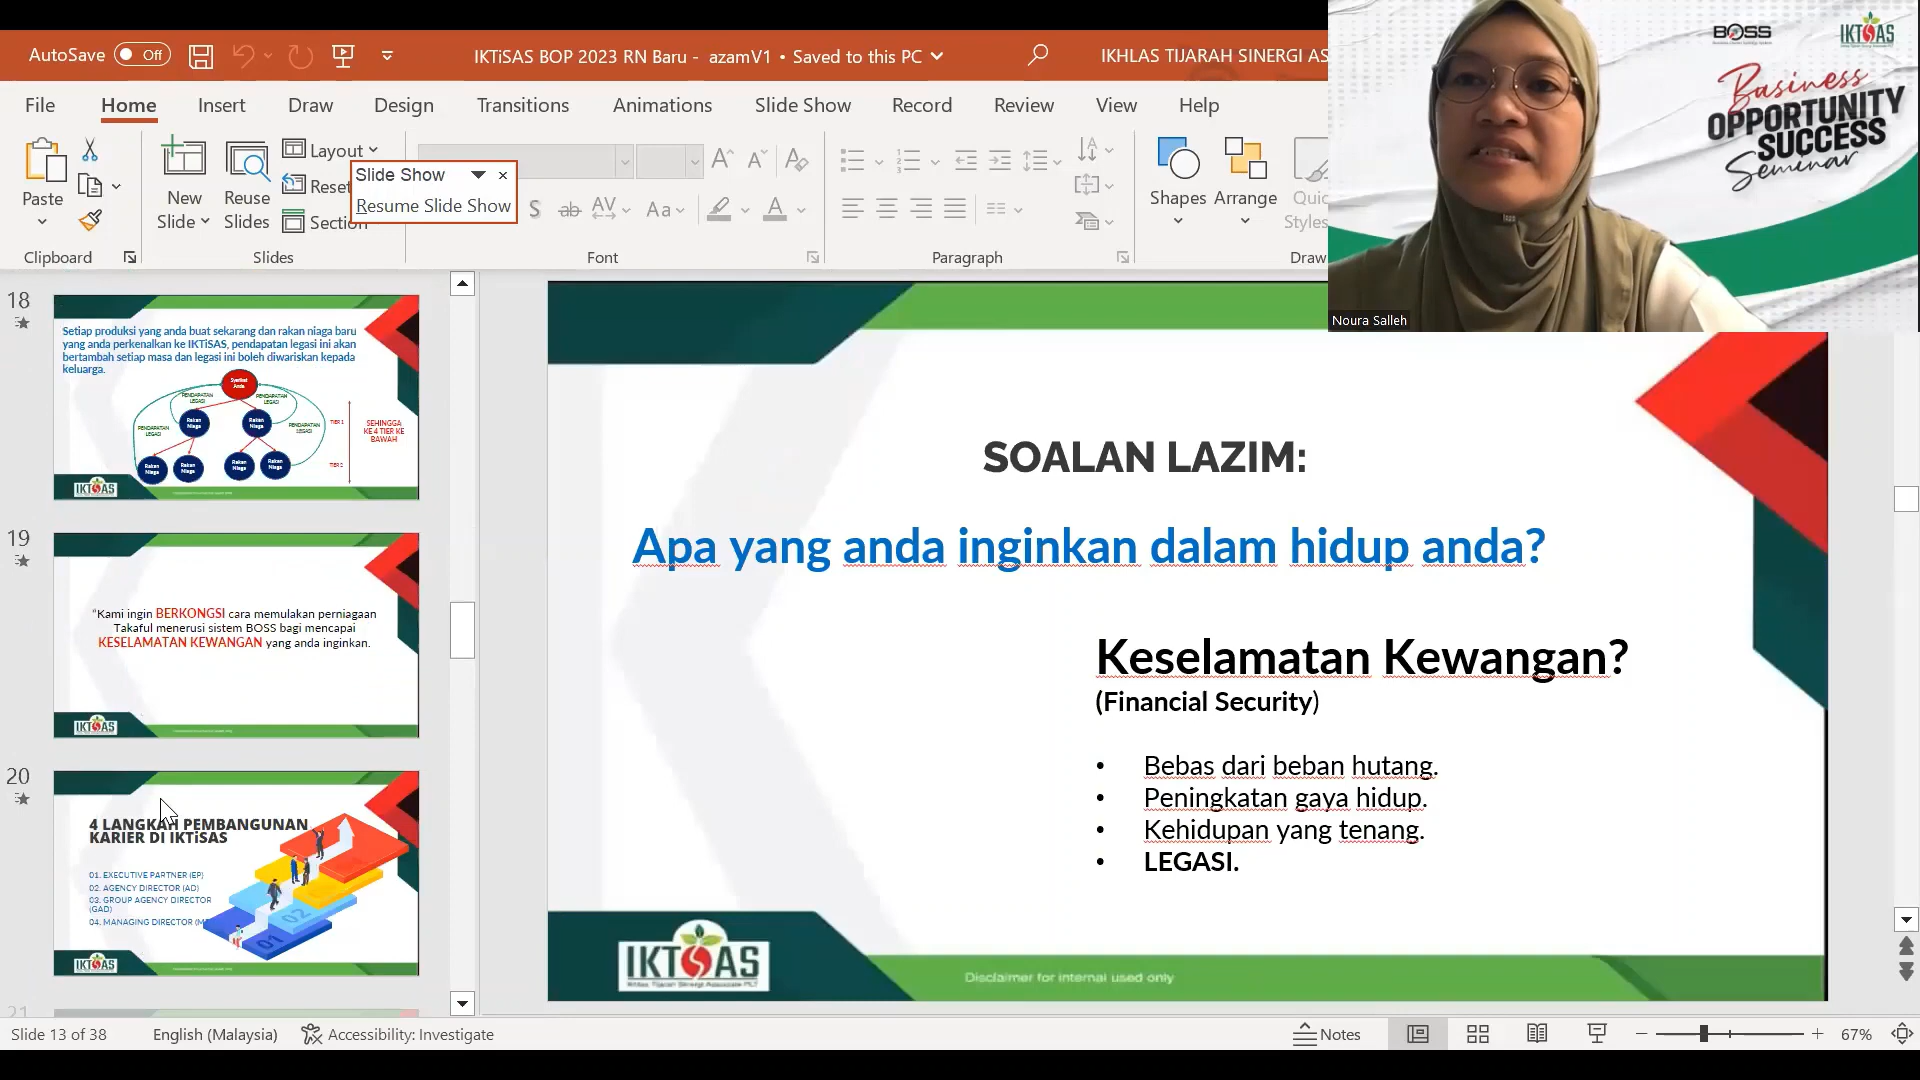 AutoSave Off
IKTiSAS BOP 2023 RN Baru - azamV1 • Saved to this PC
IKHLAS TIJARAH SINERGI AS
File Home Insert Draw Design Transitions Animations Slide Show Record Review View Help
Paste
New
Slide
Reuse
Slides
Layout
Reset
Section
Slide Show
Resume Slide Show
Shapes
Arrange
Quic
Styles
Clipboard
Slides
Font
Paragraph
Draw
BOSS
IKTSAS
Business
OPPORTUNITY
SUCCESS
Seminar
Noura Salleh
18
Setiap produksi yang anda buat sekarang dan rakan niaga baru
yang anda perkenalkan ke IKTiSAS, pendapatan legasi ini akan
bertambah setiap masa dan legasi ini boleh diwariskan kepada
keluarga.
Syarikat
Anda
PENDAPATAN
LEGASI
PENDAPATAN
LEGASI
PENDAPATAN
LEGASI
PENDAPATAN
LEGASI
Rakan
Niaga
Rakan
Niaga
TIER 1
SEHINGGA
KE 4 TIER KE
BAWAH
Rakan
Niaga
Rakan
Niaga
Rakan
Niaga
Rakan
Niaga
TIER 2
IKTSAS
19
"Kami ingin BERKONGSI cara memulakan perniagaan
Takaful menerusi sistem BOSS bagi mencapai
KESELAMATAN KEWANGAN yang anda inginkan.
IKTSAS
20
4 LANGKAH PEMBANGUNAN
KARIER DI IKTiSAS
01. EXECUTIVE PARTNER (EP)
02. AGENCY DIRECTOR (AD)
03. GROUP AGENCY DIRECTOR
(GAD)
04. MANAGING DIRECTOR (M
02
01
IKTSAS
21
SOALAN LAZIM:
Apa yang anda inginkan dalam hidup anda?
Keselamatan Kewangan?
(Financial Security)
• Bebas dari beban hutang.
• Peningkatan gaya hidup.
• Kehidupan yang tenang.
• LEGASI.
IKTSAS
Ikhlas Tijarah Sinergi Associate PLT
Disclaimer for internal used only
Slide 13 of 38
English (Malaysia)
Accessibility: Investigate
Notes
67%